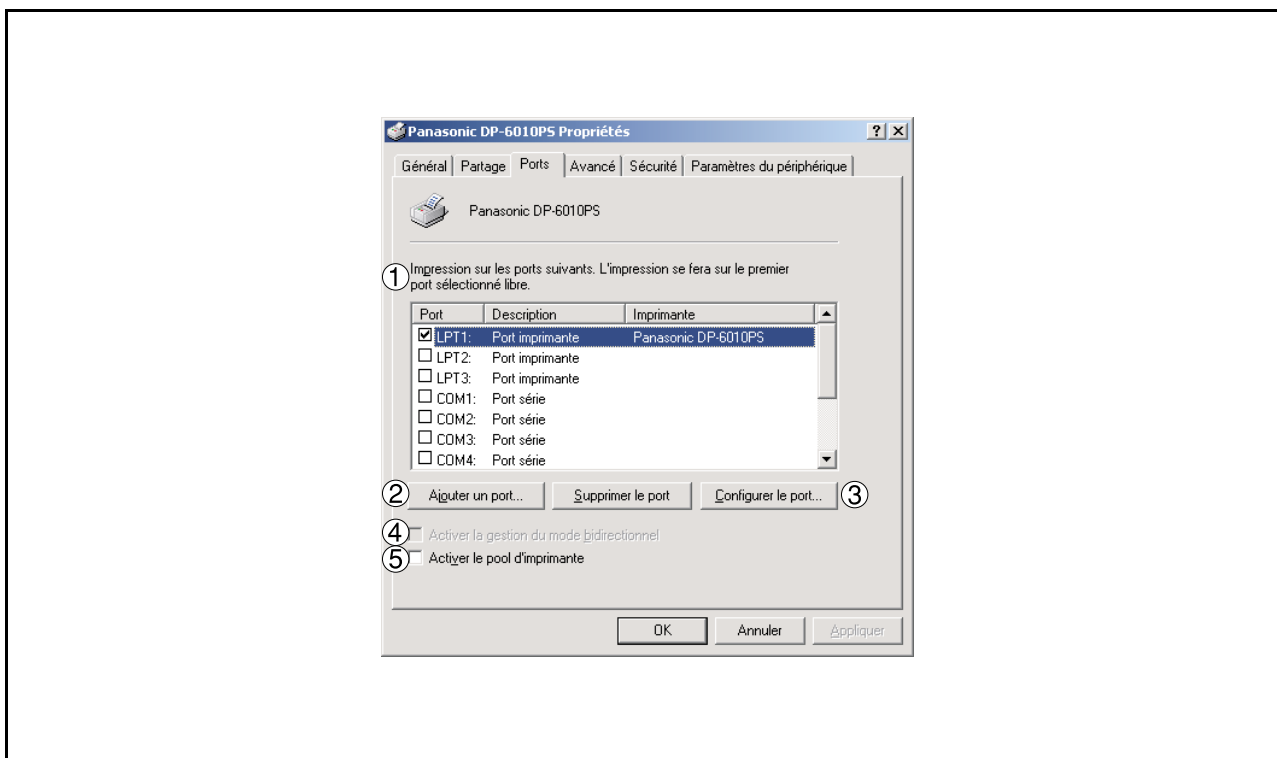 Panasonic DP-6010PS Propriétés
Général Partage Ports Avancé Sécurité Paramètres du périphérique
Panasonic DP-6010PS
① Impression sur les ports suivants. L'impression se fera sur le premier
port sélectionné libre.
Port Description Imprimante
LPT1: Port imprimante Panasonic DP-6010PS
LPT2: Port imprimante
LPT3: Port imprimante
COM1: Port série
COM2: Port série
COM3: Port série
COM4: Port série
② Ajouter un port... Supprimer le port Configurer le port... ③
④ Activer la gestion du mode bidirectionnel
⑤ Activer le pool d'imprimante
OK Annuler Appliquer